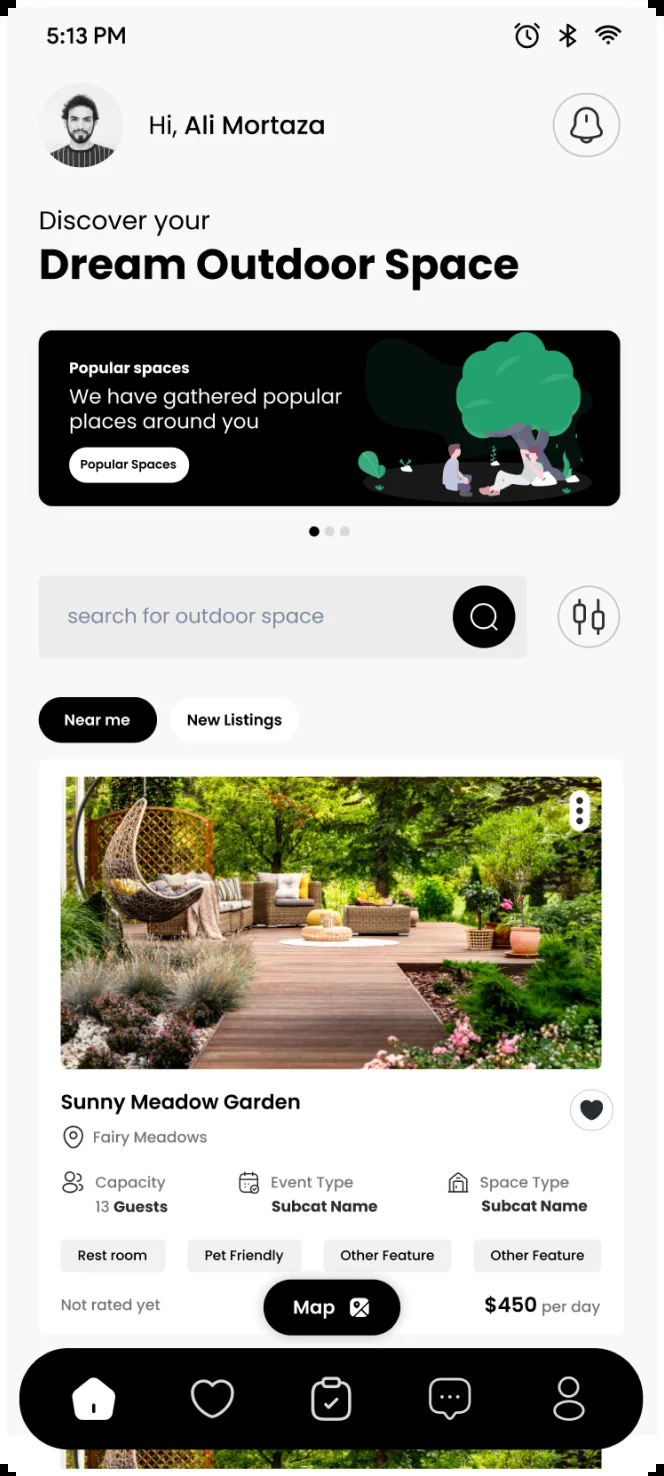 5:13 PM
Hi, Ali Mortaza
Discover your
Dream Outdoor Space
Popular spaces
We have gathered popular
places around you
Popular Spaces
search for outdoor space
Near me
New Listings
Sunny Meadow Garden
Fairy Meadows
Capacity
13 Guests
Event Type
Subcat Name
Space Type
Subcat Name
Rest room
Pet Friendly
Other Feature
Other Feature
Not rated yet
Map
$450 per day